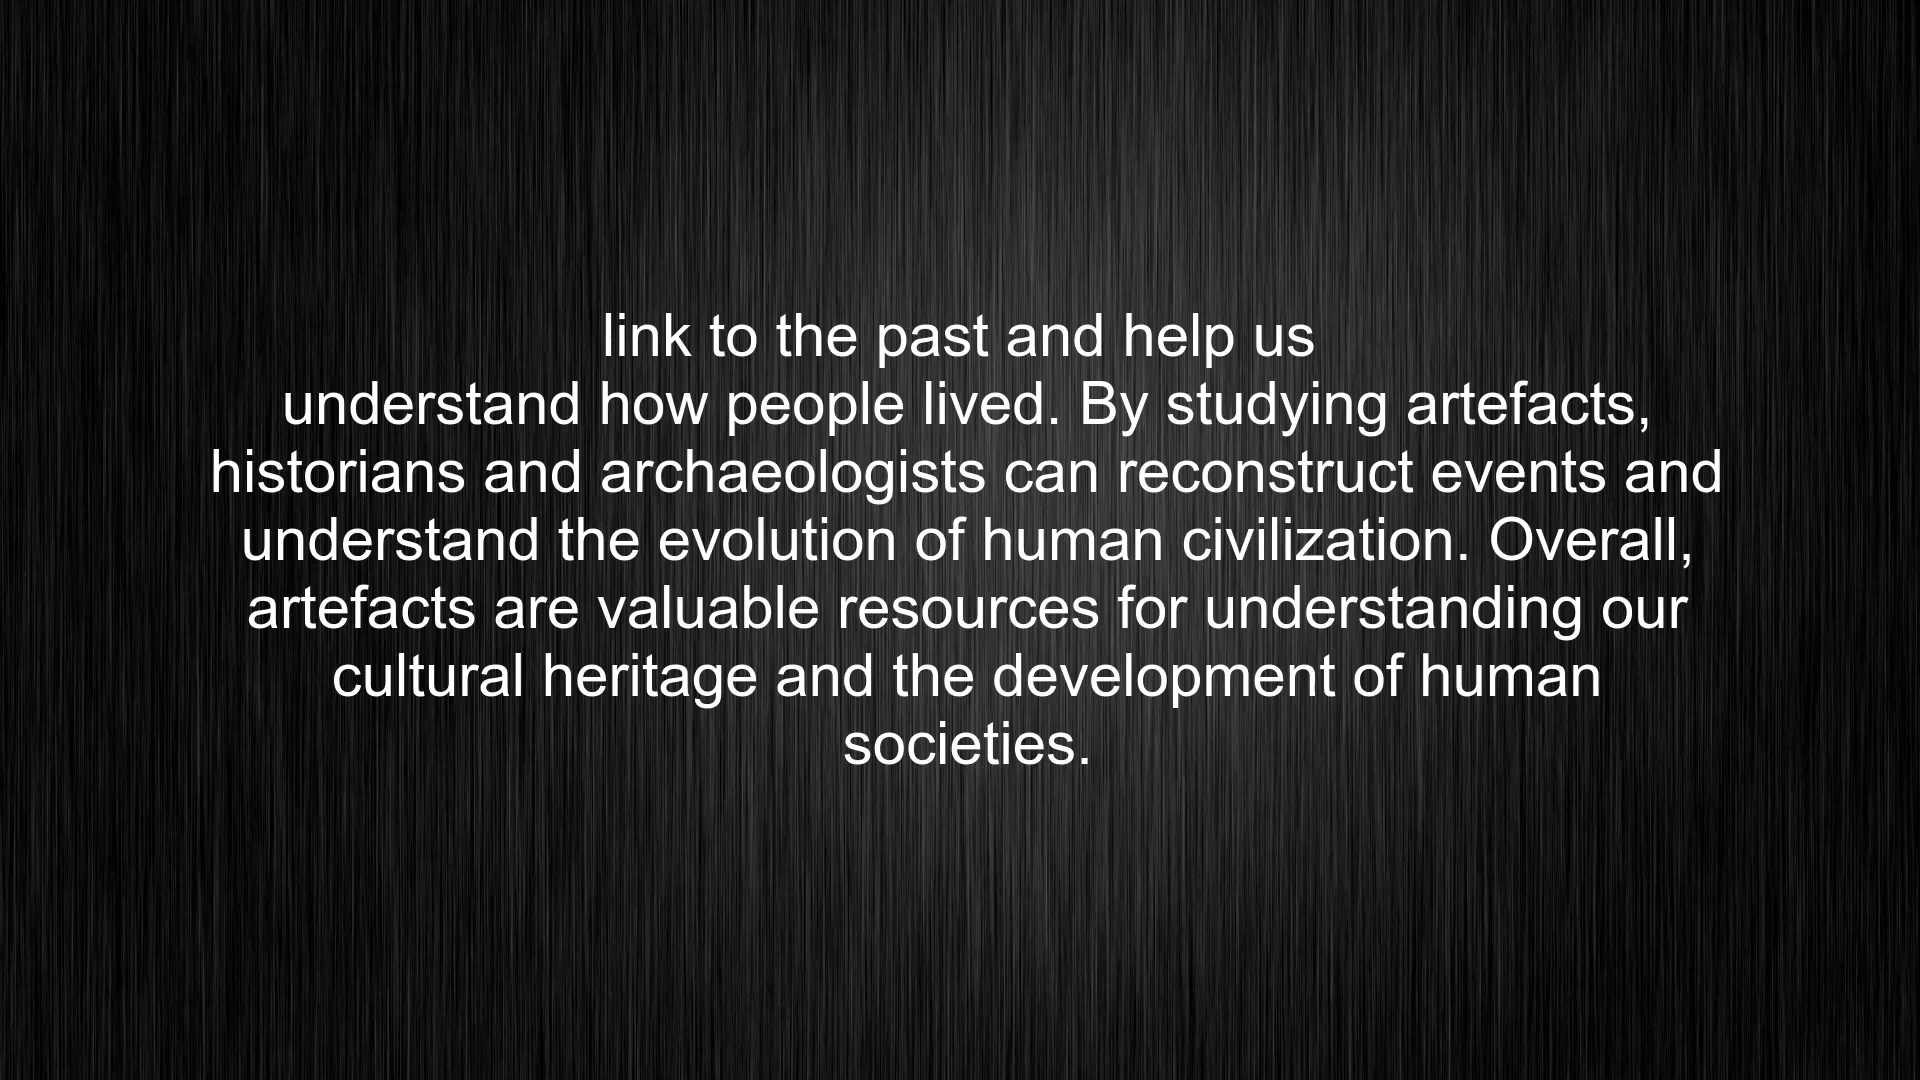 link to the past and help us
understand how people lived. By studying artefacts,
historians and archaeologists can reconstruct events and
understand the evolution of human civilization. Overall,
artefacts are valuable resources for understanding our
cultural heritage and the development of human
societies.